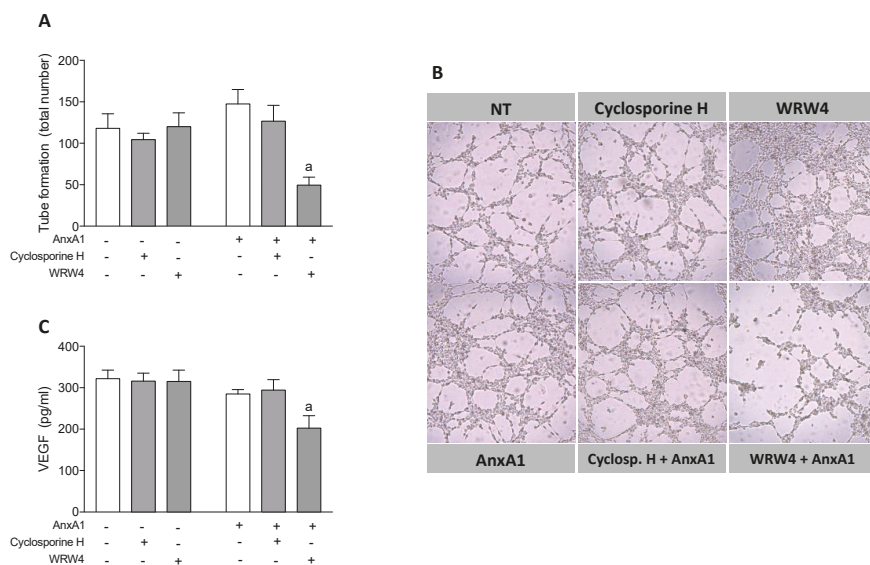 A
200
150
100
50
0
Tube formation (total number)
a
AnxA1 - - - + + +
Cyclosporine H - + - - + -
WRW4 - - + - - +
B
NT Cyclosporine H WRW4
AnxA1 Cyclosp. H + AnxA1 WRW4 + AnxA1
C
400
300
200
100
0
VEGF (pg/ml)
a
AnxA1 - - - + + +
Cyclosporine H - + - - + -
WRW4 - - + - - +